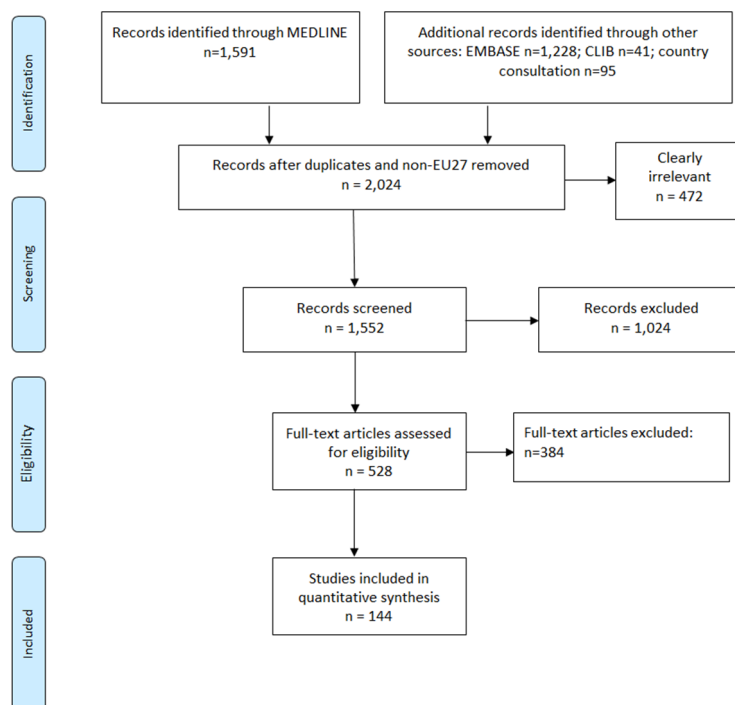 Identification
Records identified through MEDLINE
n=1,591
Additional records identified through other
sources: EMBASE n=1,228; CLIB n=41; country
consultation n=95
Records after duplicates and non-EU27 removed
n = 2,024
Clearly
irrelevant
n = 472
Screening
Records screened
n = 1,552
Records excluded
n = 1,024
Eligibility
Full-text articles assessed
for eligibility
n = 528
Full-text articles excluded:
n=384
Included
Studies included in
quantitative synthesis
n = 144